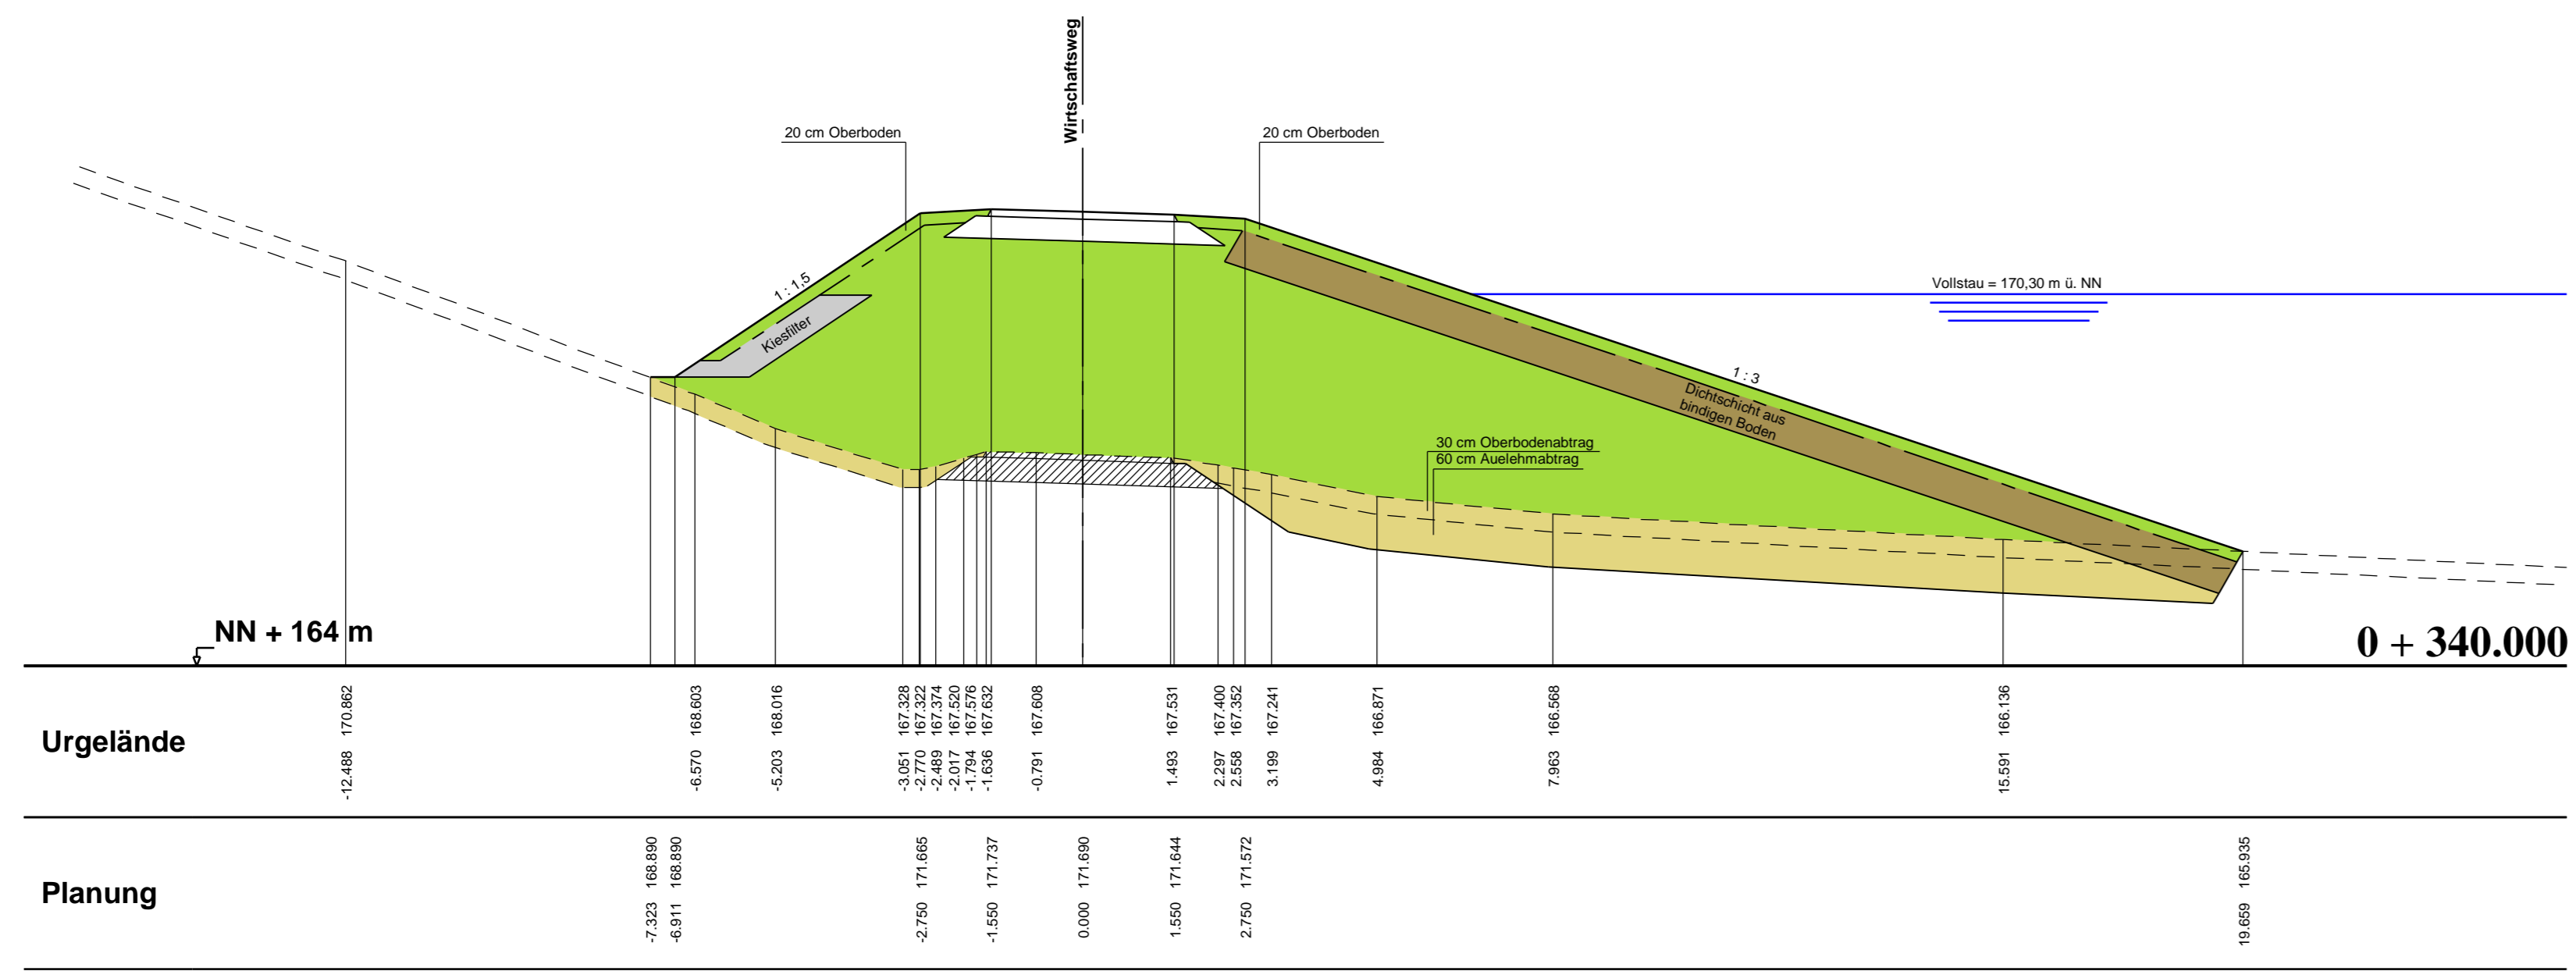 Wirtschaftsweg
20 cm Oberboden
20 cm Oberboden
Vollstau = 170,30 m ü. NN
1 : 1,5
Kiesfilter
1 : 3
Dichtschicht aus
bindigen Boden
30 cm Oberbodenabtrag
60 cm Auelehmabtrag
NN + 164 m
0 + 340.000
Urgelände
-12.488 170.862
-6.570 168.603
-5.203 168.016
-3.051 167.328
-2.770 167.322
-2.489 167.374
-2.017 167.520
-1.794 167.576
-1.636 167.632
-0.791 167.608
1.493 167.531
2.297 167.400
2.558 167.352
3.199 167.241
4.984 166.871
7.963 166.568
15.591 166.136
Planung
-7.323 168.890
-6.911 168.890
-2.750 171.665
-1.550 171.737
0.000 171.690
1.550 171.644
2.750 171.572
19.659 165.935